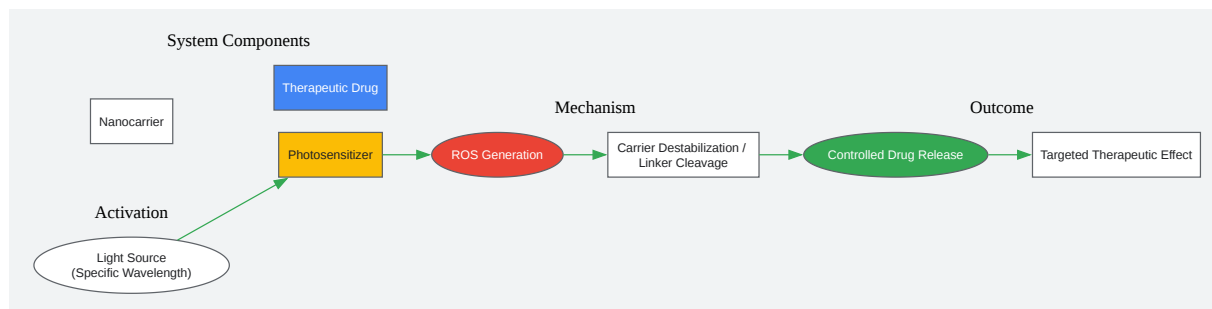 System Components
Therapeutic Drug
Nanocarrier
Photosensitizer
Activation
Light Source
(Specific Wavelength)
Mechanism
ROS Generation
Carrier Destabilization /
Linker Cleavage
Outcome
Controlled Drug Release
Targeted Therapeutic Effect